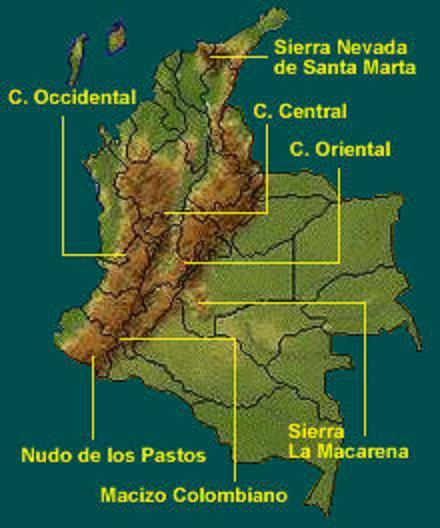 Sierra Nevada
de Santa Marta
C. Occidental
C. Central
C. Oriental
Sierra
La Macarena
Nudo de los Pastos
Macizo Colombiano